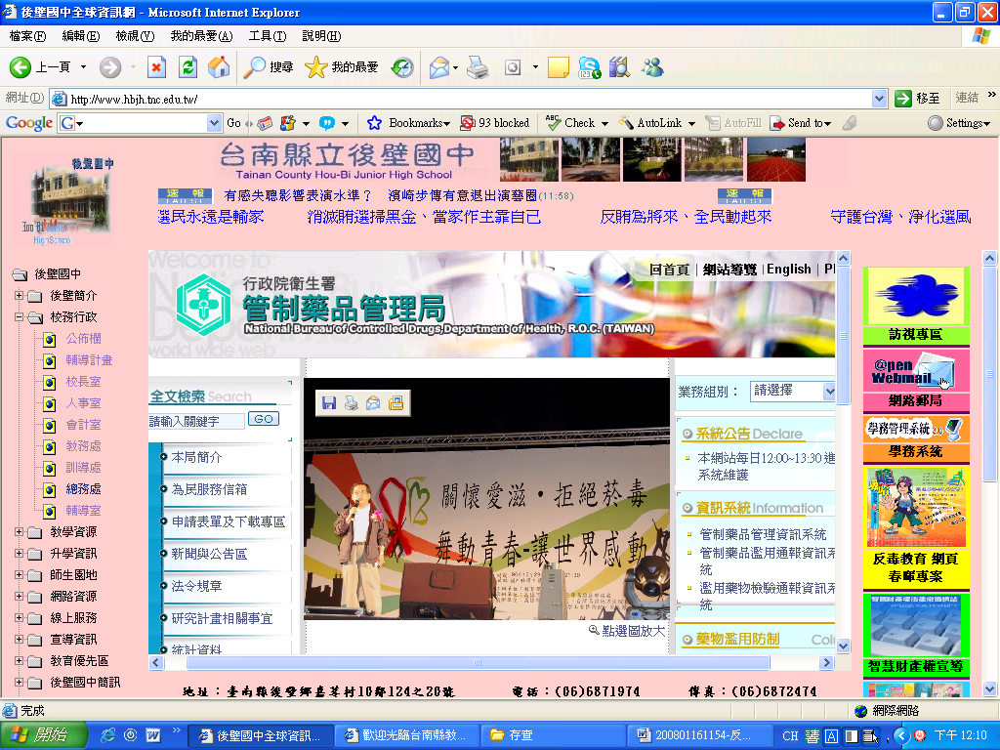 後壁國中全球資訊網 - Microsoft Internet Explorer
檔案(F) 編輯(E) 檢視(V) 我的最愛(A) 工具(T) 說明(H)
上一頁 搜尋 我的最愛
網址(D) http://www.hbjh.tnc.edu.tw/ 移至 連結 »
Google G Go Bookmarks 93 blocked Check AutoLink AutoFill Send to Settings
後壁國中
HighSchool
台南縣立後壁國中
Tainan County Hou-Bi Junior High School
速 報 有感失聽影響表演水準？ 濱崎步傳有意退出演藝圈(11:58) 速 報
選民永遠是輸家 消滅賄選掃黑金、當家作主靠自己 反賄為將來、全民動起來 守護台灣、淨化選風
後壁國中
後壁簡介
校務行政
公佈欄
輔導計畫
校長室
人事室
會計室
教務處
訓導處
總務處
輔導室
教學資源
升學資訊
師生園地
網路資源
線上服務
宣導資訊
教育優先區
後壁國中簡訊
Welcome to
world wide web
回首頁 | 網站導覽 | English | P
行政院衛生署
管制藥品管理局
National Bureau of Controlled Drugs,Department of Health, R.O.C. (TAIWAN)
全文檢索 Search
請輸入關鍵字 GO
本局簡介
為民服務信箱
申請表單及下載專區
新聞與公告區
法令規章
研究計畫相關事宜
統計資料
關懷愛滋·拒絕菸毒
舞動青春-讓世界感動
點選圖放大
業務組別： 請選擇
系統公告 Declare
本網站每日12:00~13:30 進
系統維護
資訊系統 Information
管制藥品管理資訊系統
管制藥品濫用通報資訊系
統
濫用藥物檢驗通報資訊系
統
藥物濫用防制 Colu
訪視專區
@pen
Webmail
網路郵局
學務管理系統 2.0
學務系統
反毒教育 網頁
春暉專案
智慧財產權宣導
地址：臺南縣後壁鄉嘉苳村10鄰124之20號 電話：(06)6871974 傳真：(06)6872474
完成 網際網路
開始 後壁國中全球資訊... 歡迎光臨台南縣教... 存查 200801161154-反... CH 下午 12:10